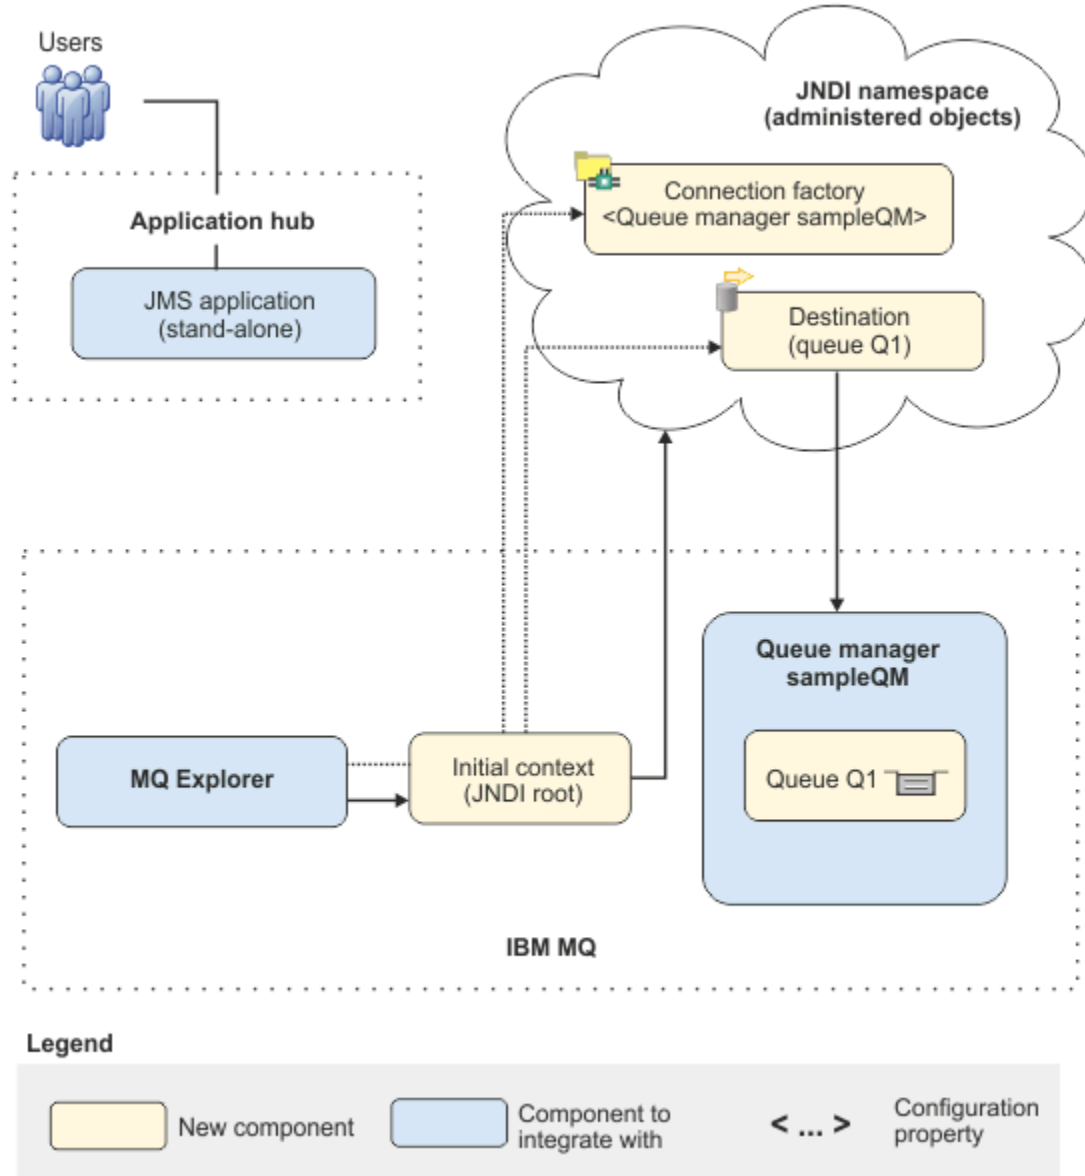 Users
JNDI namespace
(administered objects)
Connection factory
<Queue manager sampleQM>
Application hub
JMS application
(stand-alone)
Destination
(queue Q1)
Queue manager
sampleQM
MQ Explorer
Initial context
(JNDI root)
Queue Q1
IBM MQ
Legend
New component
Component to
integrate with
< ... >
Configuration
property